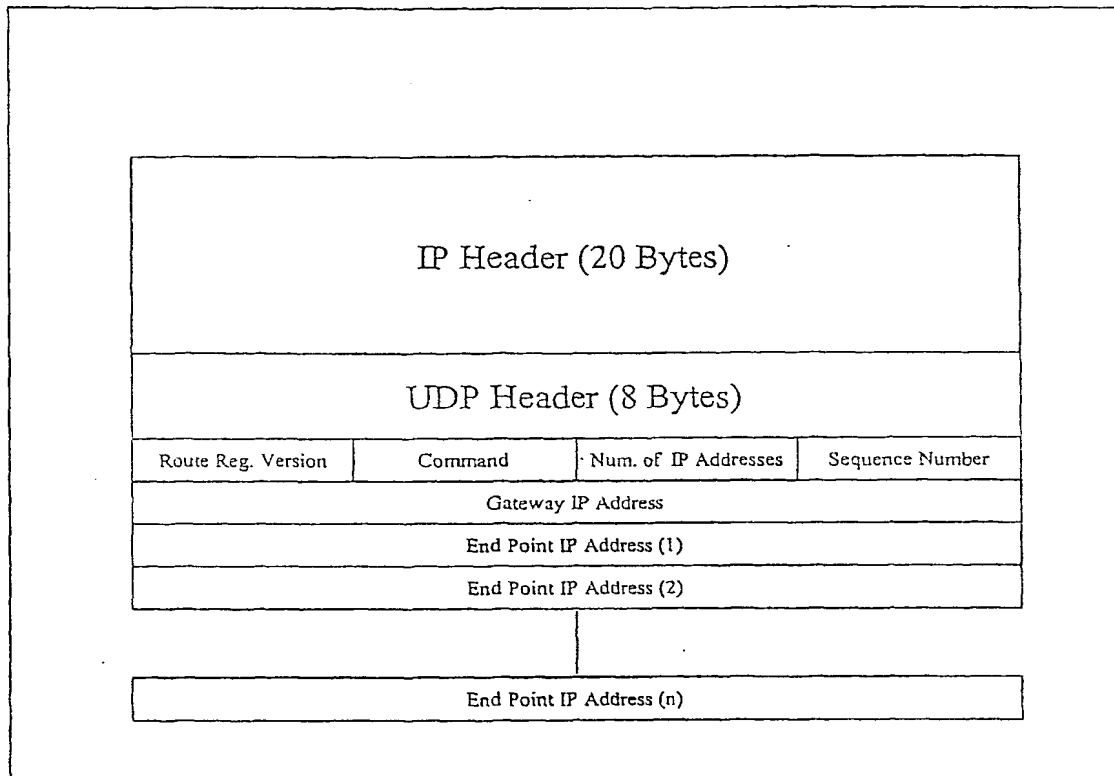 IP Header (20 Bytes)
UDP Header (8 Bytes)
Route Reg. Version Command Num. of IP Addresses Sequence Number
Gateway IP Address
End Point IP Address (1)
End Point IP Address (2)
End Point IP Address (n)